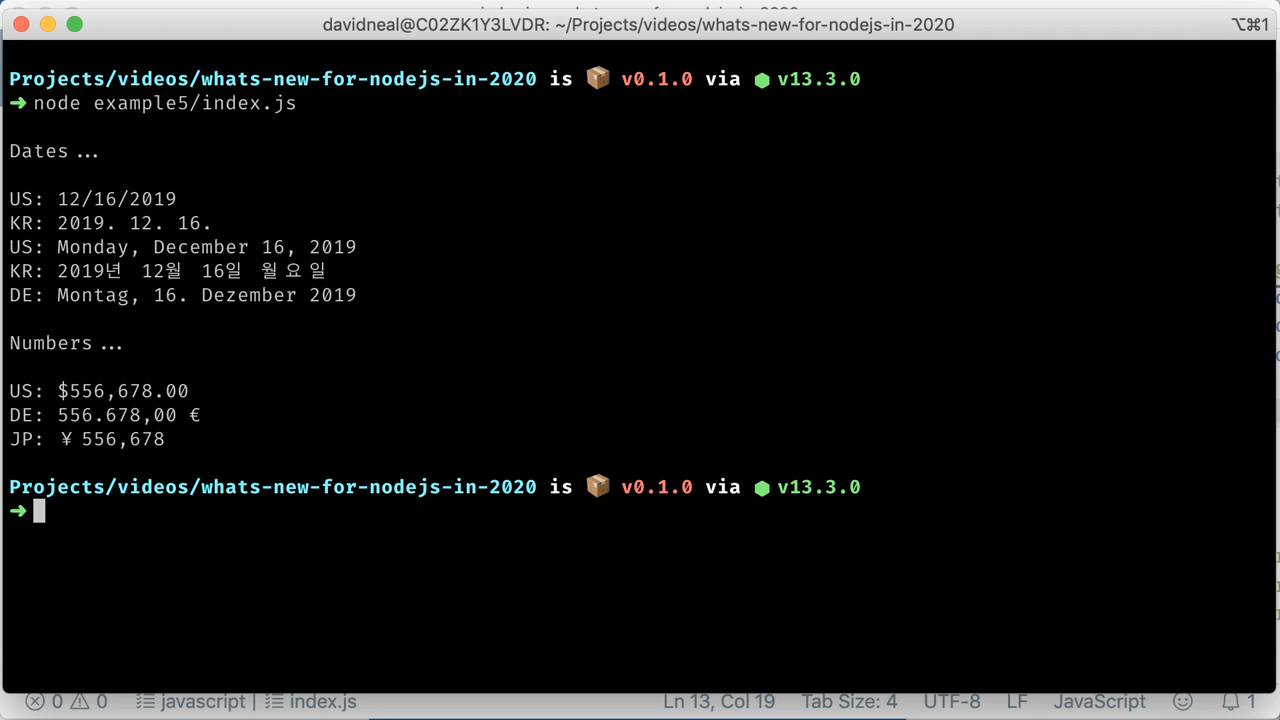 davidneal@C02ZK1Y3LVDR: ~/Projects/videos/whats-new-for-nodejs-in-2020 ⌥⌘1
Projects/videos/whats-new-for-nodejs-in-2020 is 📦 v0.1.0 via ⬢ v13.3.0
➜ node example5/index.js
Dates ...
US: 12/16/2019
KR: 2019. 12. 16.
US: Monday, December 16, 2019
KR: 2019년 12월 16일 월요일
DE: Montag, 16. Dezember 2019
Numbers ...
US: $556,678.00
DE: 556.678,00 €
JP: ¥ 556,678
Projects/videos/whats-new-for-nodejs-in-2020 is 📦 v0.1.0 via ⬢ v13.3.0
➜
0 0 javascript | index.js Ln 13, Col 19 Tab Size: 4 UTF-8 LF JavaScript 1